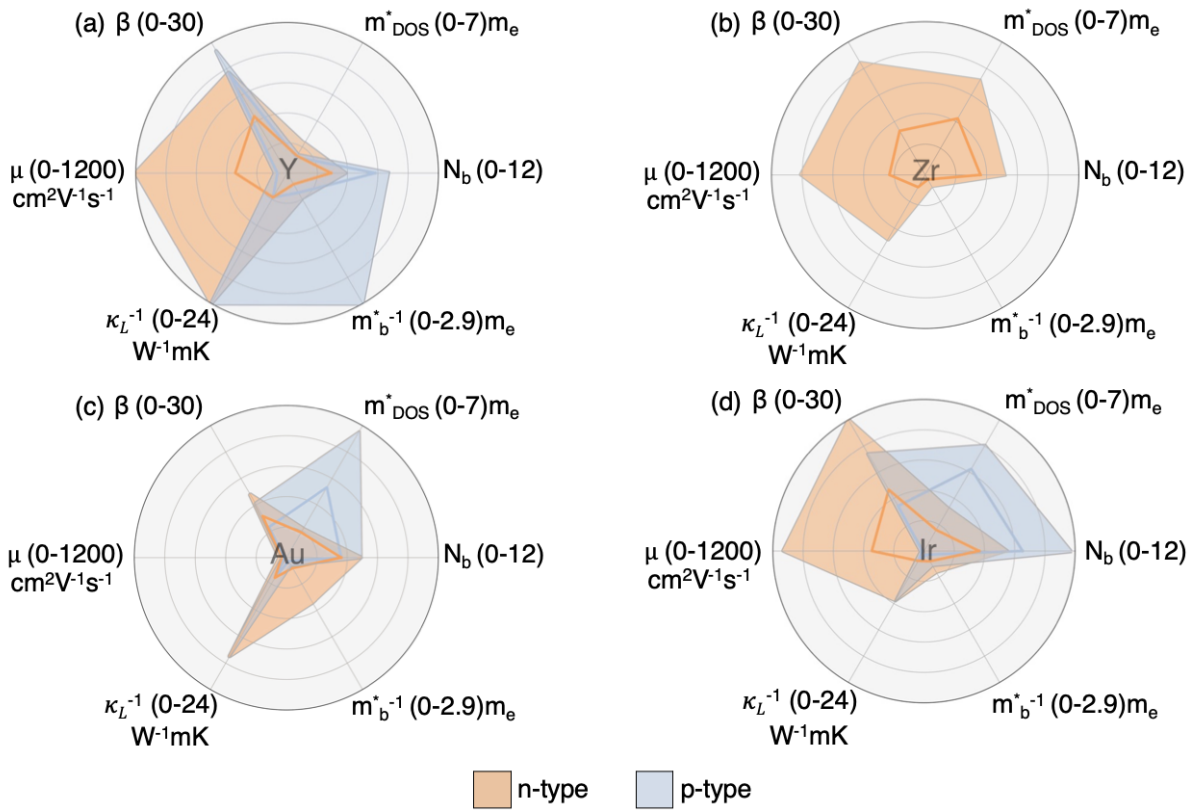 (a) β (0-30)
m*DOS (0-7)me
μ (0-1200)
cm²V⁻¹s⁻¹
Y
Nb (0-12)
κL⁻¹ (0-24)
W⁻¹mK
m*b⁻¹ (0-2.9)me
(b) β (0-30)
m*DOS (0-7)me
μ (0-1200)
cm²V⁻¹s⁻¹
Zr
Nb (0-12)
κL⁻¹ (0-24)
W⁻¹mK
m*b⁻¹ (0-2.9)me
(c) β (0-30)
m*DOS (0-7)me
μ (0-1200)
cm²V⁻¹s⁻¹
Au
Nb (0-12)
κL⁻¹ (0-24)
W⁻¹mK
m*b⁻¹ (0-2.9)me
(d) β (0-30)
m*DOS (0-7)me
μ (0-1200)
cm²V⁻¹s⁻¹
Ir
Nb (0-12)
κL⁻¹ (0-24)
W⁻¹mK
m*b⁻¹ (0-2.9)me
n-type
p-type